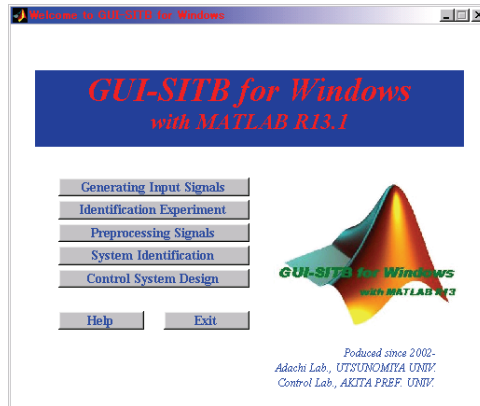 Welcome to GUI-SITB for Windows
GUI-SITB for Windows
with MATLAB R13.1
Generating Input Signals
Identification Experiment
Preprocessing Signals
System Identification
Control System Design
Help
Exit
GUI-SITB for Windows
with MATLAB R13
Poduced since 2002-
Adachi Lab., UTSUNOMIYA UNIV.
Control Lab., AKITA PREF. UNIV.